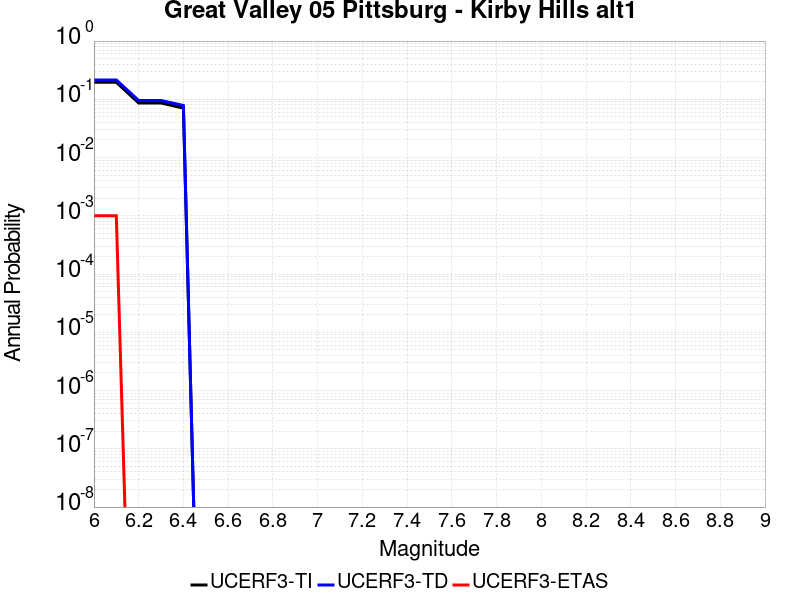 Great Valley 05 Pittsburg - Kirby Hills alt1
Annual Probability
10^0
10^-1
10^-2
10^-3
10^-4
10^-5
10^-6
10^-7
10^-8
6 6.2 6.4 6.6 6.8 7 7.2 7.4 7.6 7.8 8 8.2 8.4 8.6 8.8 9
Magnitude
UCERF3-TI UCERF3-TD UCERF3-ETAS